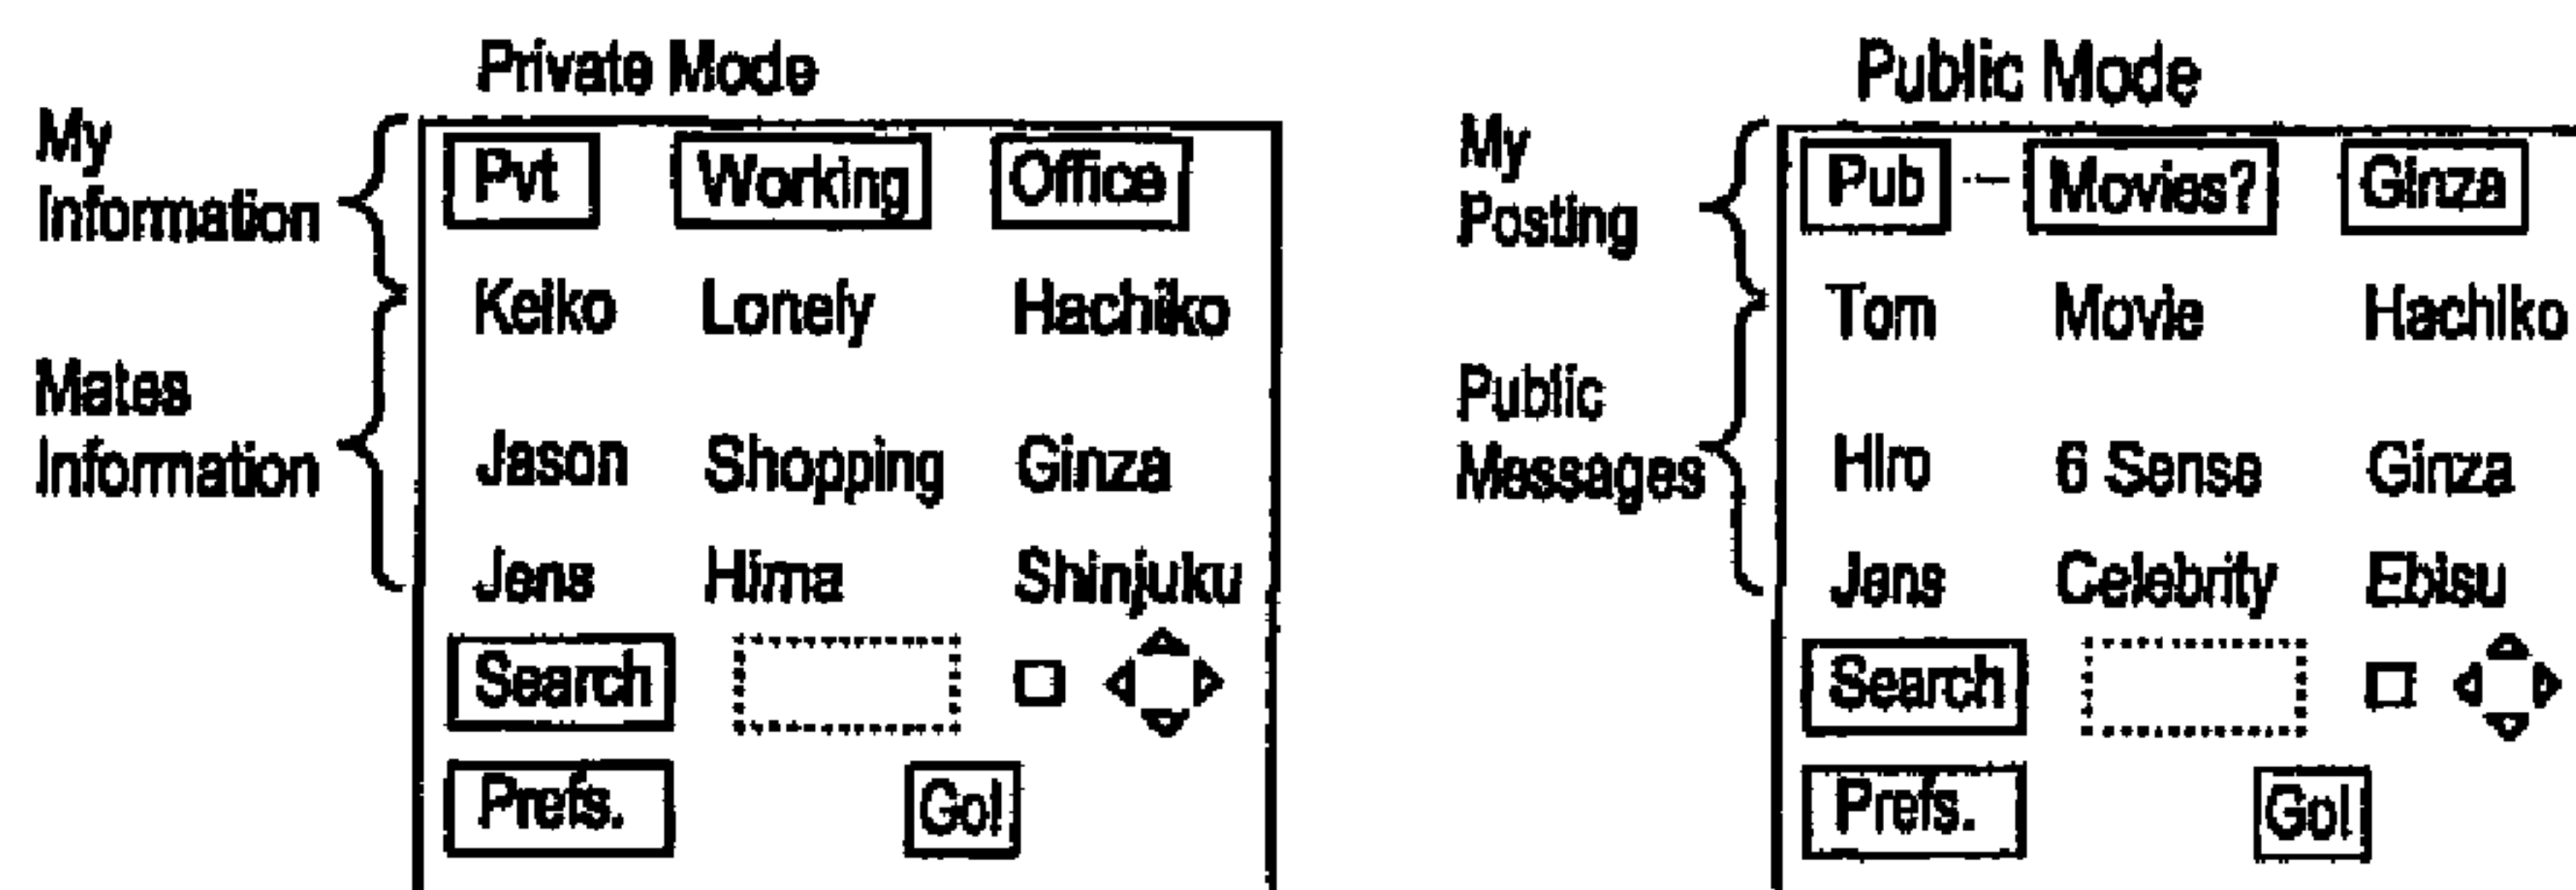 Private Mode
My
Information
Pvt Working Office
Keiko Lonely Hachiko
Mates
Information
Jason Shopping Ginza
Jens Hima Shinjuku
Search
Prefs. Go!
Public Mode
My
Posting
Pub Movies? Ginza
Tom Movie Hachiko
Public
Messages
Hiro 6 Sense Ginza
Jens Celebrity Ebisu
Search
Prefs. Go!